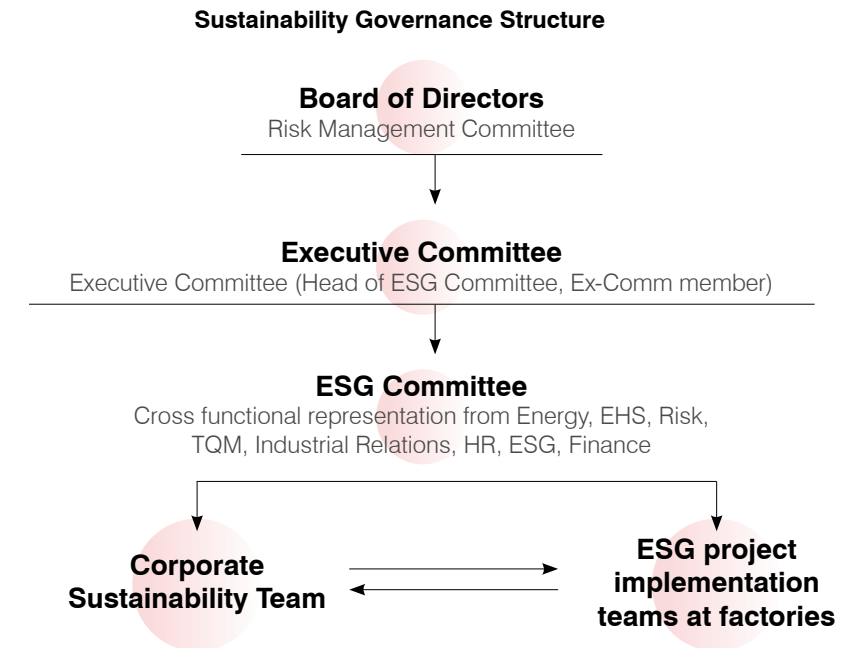 Sustainability Governance Structure
Board of Directors
Risk Management Committee
Executive Committee
Executive Committee (Head of ESG Committee, Ex-Comm member)
ESG Committee
Cross functional representation from Energy, EHS, Risk,
TQM, Industrial Relations, HR, ESG, Finance
Corporate
Sustainability Team
ESG project
implementation
teams at factories